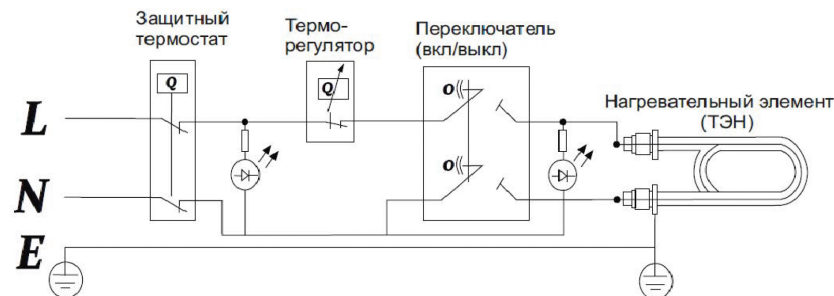 Защитный
термостат
Термо-
регулятор
Переключатель
(вкл/выкл)
Нагревательный элемент
(ТЭН)
Q
Q
L
N
E